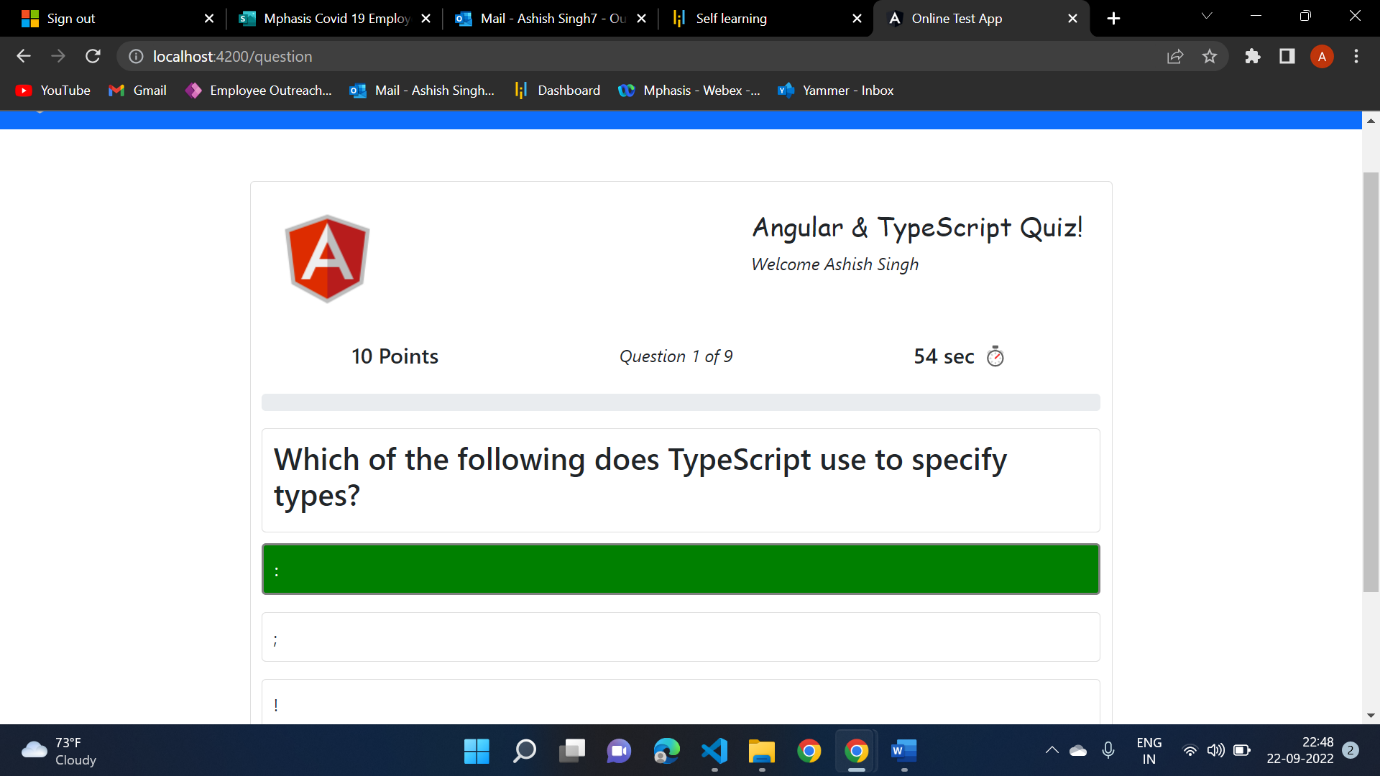 Sign out
Mphasis Covid 19 Employ
Mail - Ashish Singh7 - Ou
Self learning
Online Test App
localhost:4200/question
A
YouTube
Gmail
Employee Outreach...
Mail - Ashish Singh...
Dashboard
Mphasis - Webex -...
Yammer - Inbox
Angular & TypeScript Quiz!
Welcome Ashish Singh
10 Points
Question 1 of 9
54 sec
Which of the following does TypeScript use to specify
types?
:
;
!
73°F
Cloudy
ENG
IN
22:48
22-09-2022
2